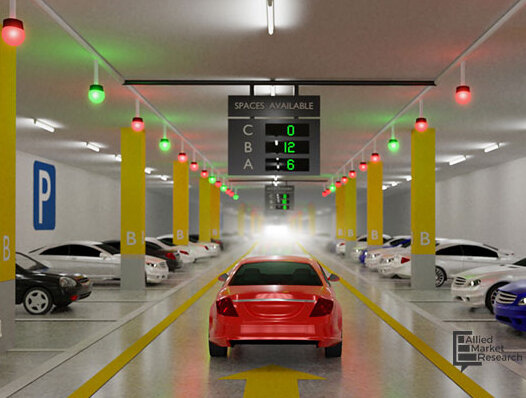 SPACES AVAILABLE
C 0
B 12
A 6
P
B
B
B
B
B
Allied
Market
Research